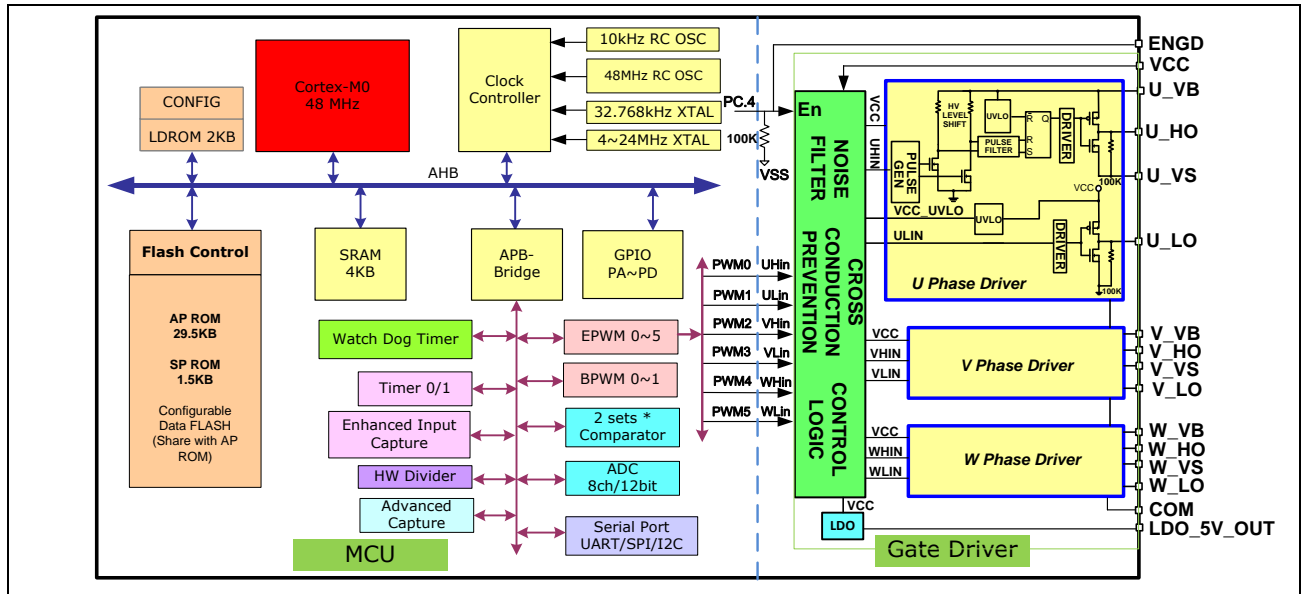 10kHz RC OSC
48MHz RC OSC
32.768kHz XTAL
4~24MHz XTAL
Clock
Controller
Cortex-M0
48 MHz
CONFIG
LDROM 2KB
AHB
PC.4
100K
VSS
Flash Control
AP ROM
29.5KB
SP ROM
1.5KB
Configurable
Data FLASH
(Share with AP
ROM)
SRAM
4KB
APB-
Bridge
GPIO
PA~PD
Watch Dog Timer
Timer 0/1
Enhanced Input
Capture
HW Divider
Advanced
Capture
EPWM 0~5
BPWM 0~1
2 sets *
Comparator
ADC
8ch/12bit
Serial Port
UART/SPI/I2C
MCU
PWM0 UHin
PWM1 ULin
PWM2 VHin
PWM3 VLin
PWM4 WHin
PWM5 WLin
En
NOISE
FILTER
CROSS
CONDUCTION
PREVENTION
CONTROL
LOGIC
VCC
UHIN
PULSE
GEN
HV
LEVEL
SHIFT
UVLO
PULSE
FILTER
R
R
S
Q
DRIVER
100K
VCC
VCC_UVLO
UVLO
ULIN
DRIVER
100K
U Phase Driver
VCC
VHIN
VLIN
V Phase Driver
VCC
WHIN
WLIN
W Phase Driver
VCC
LDO
Gate Driver
ENGD
VCC
U_VB
U_HO
U_VS
U_LO
V_VB
V_HO
V_VS
V_LO
W_VB
W_HO
W_VS
W_LO
COM
LDO_5V_OUT